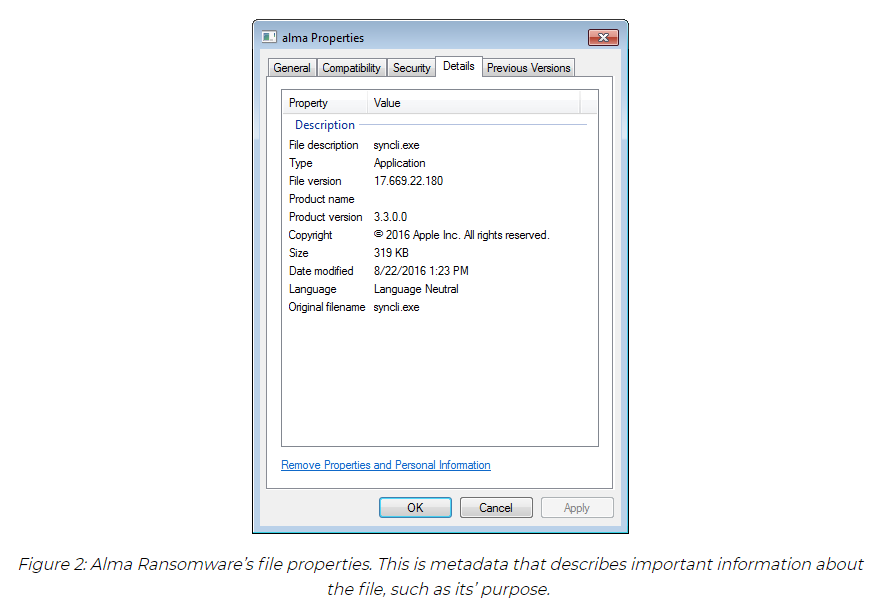 alma Properties
General Compatibility Security Details Previous Versions
Property Value
Description
File description syncli.exe
Type Application
File version 17.669.22.180
Product name
Product version 3.3.0.0
Copyright © 2016 Apple Inc. All rights reserved.
Size 319 KB
Date modified 8/22/2016 1:23 PM
Language Language Neutral
Original filename syncli.exe
Remove Properties and Personal Information
OK Cancel Apply
Figure 2: Alma Ransomware’s file properties. This is metadata that describes important information about
the file, such as its’ purpose.